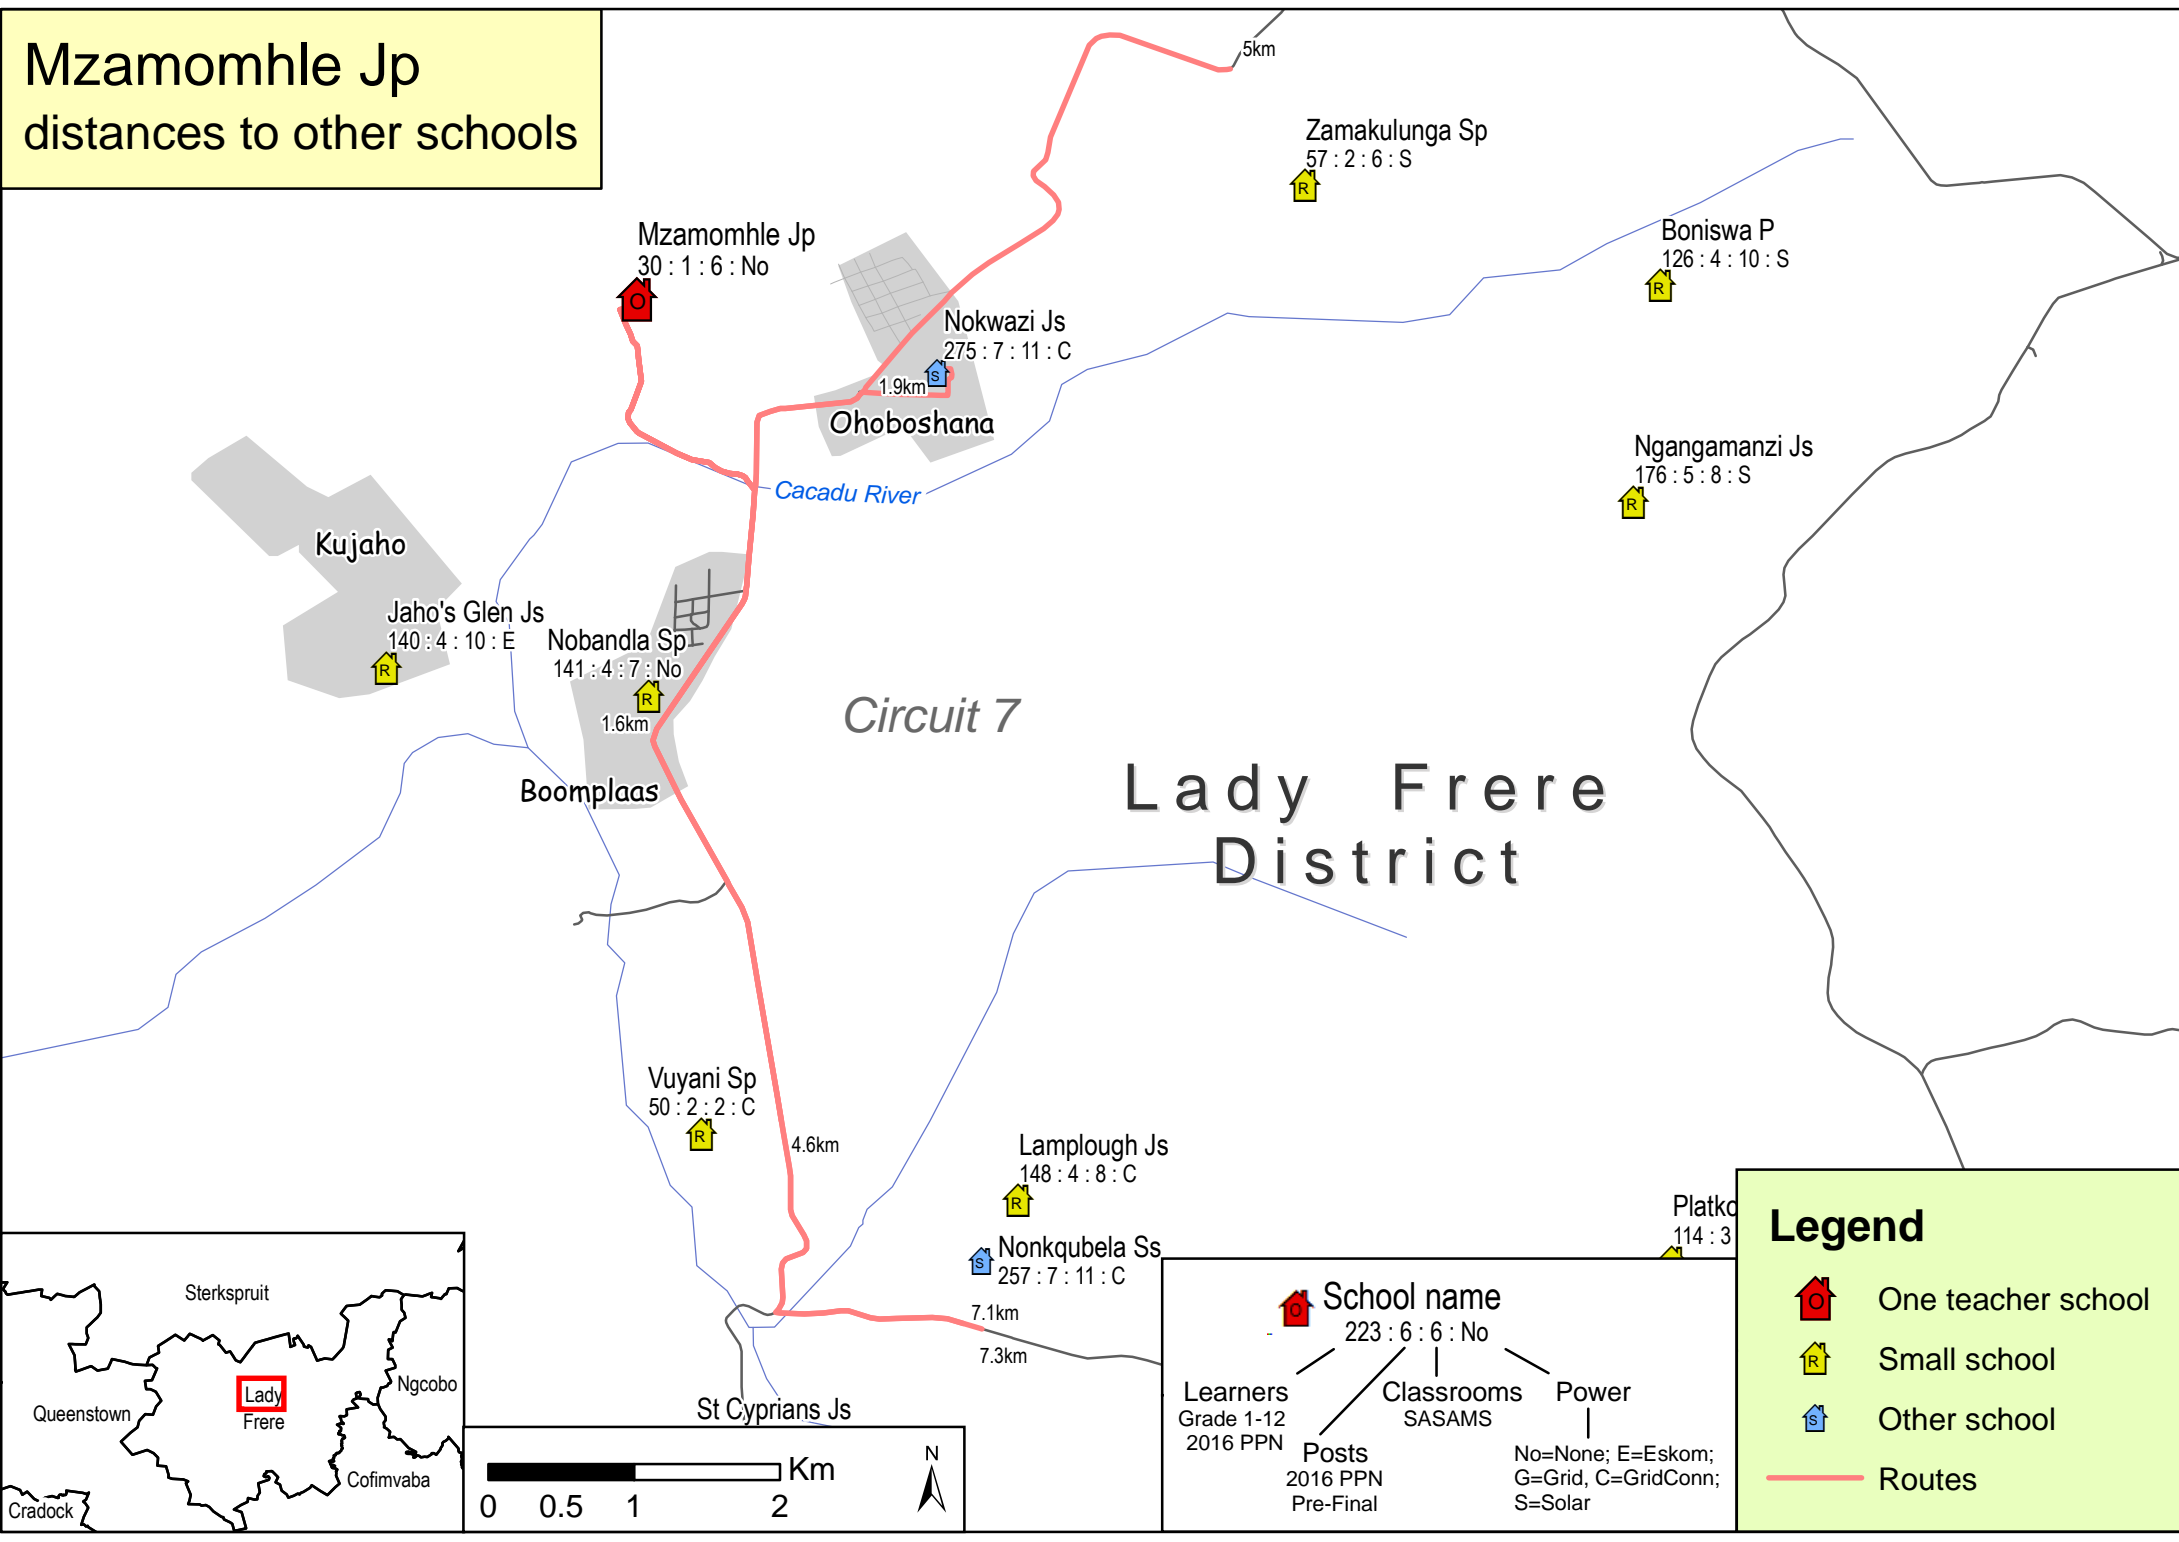 Mzamomhle Jp
distances to other schools
5km
Zamakulunga Sp
57 : 2 : 6 : S
Mzamomhle Jp
30 : 1 : 6 : No
O
R
Boniswa P
126 : 4 : 10 : S
R
Nokwazi Js
275 : 7 : 11 : C
S
1.9km
Ohoboshana
Ngangamanzi Js
176 : 5 : 8 : S
R
Cacadu River
Kujaho
Jaho's Glen Js
140 : 4 : 10 : E
R
Nobandla Sp
141 : 4 : 7 : No
R
1.6km
Circuit 7
Boomplaas
Lady Frere
District
Vuyani Sp
50 : 2 : 2 : C
R
4.6km
Lamplough Js
148 : 4 : 8 : C
R
Nonkqubela Ss
257 : 7 : 11 : C
S
7.1km
7.3km
Platko
114 : 3
St Cyprians Js
Sterkspruit
Lady
Frere
Ngcobo
Queenstown
Cofimvaba
Cradock
Km
0 0.5 1 2
N
O
School name
223 : 6 : 6 : No
Learners
Grade 1-12
2016 PPN
Posts
2016 PPN
Pre-Final
Classrooms
SASAMS
Power
No=None; E=Eskom;
G=Grid, C=GridConn;
S=Solar
Legend
O One teacher school
R Small school
S Other school
Routes